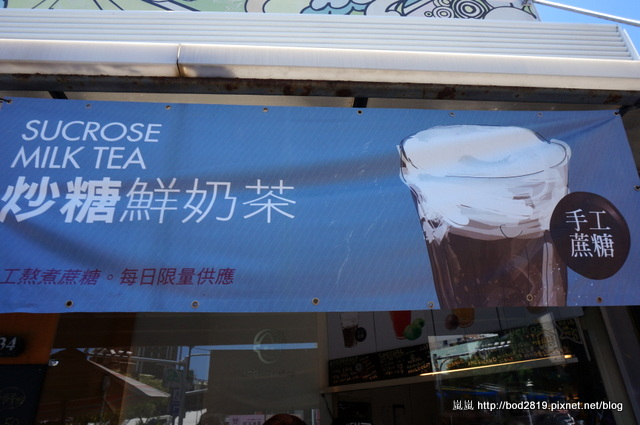 SUCROSE
MILK TEA
炒糖鮮奶茶
工熬煮蔗糖。每日限量供應
手工
蔗糖
34
嵐嵐 http://bod2819.pixnet.net/blog